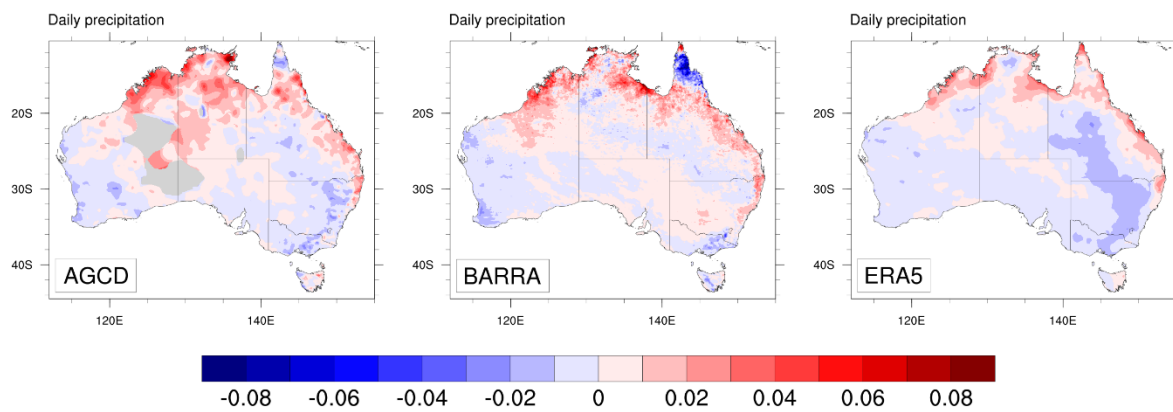 Daily precipitation
Daily precipitation
Daily precipitation
20S
30S
40S
AGCD
120E
140E
20S
30S
40S
BARRA
120E
140E
20S
30S
40S
ERA5
120E
140E
-0.08 -0.06 -0.04 -0.02 0 0.02 0.04 0.06 0.08